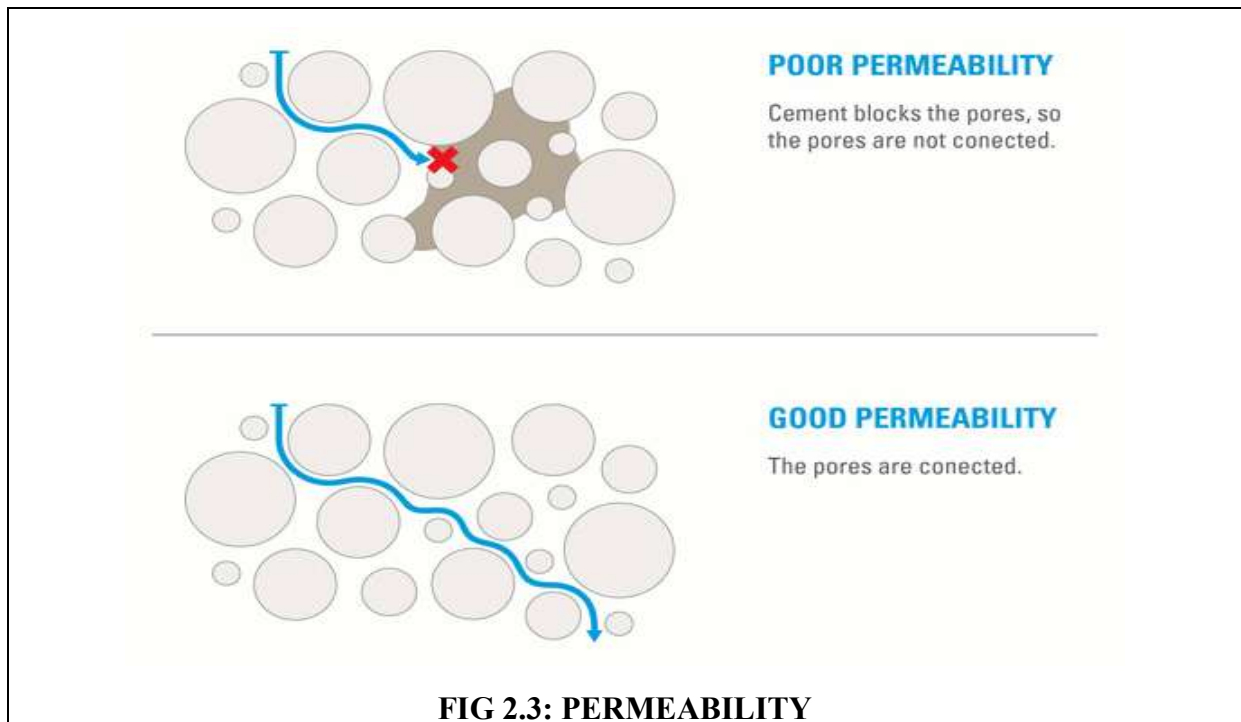 POOR PERMEABILITY
Cement blocks the pores, so
the pores are not conected.
GOOD PERMEABILITY
The pores are conected.
FIG 2.3: PERMEABILITY